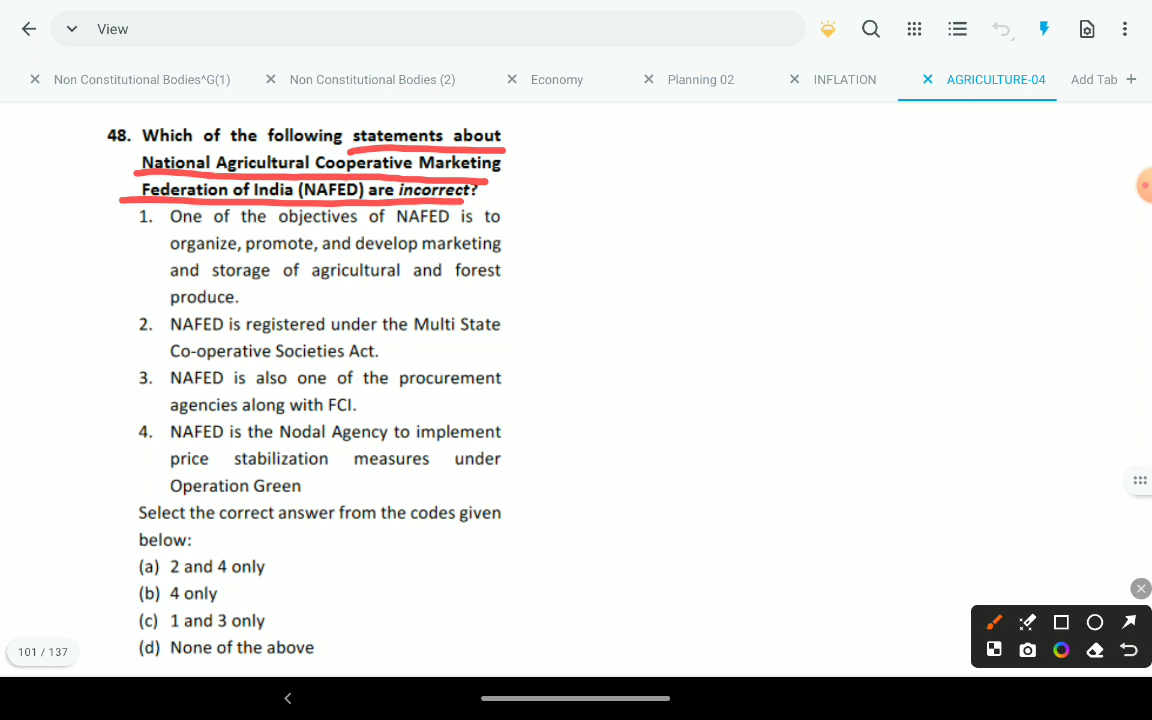 View
Non Constitutional Bodies^G(1)
Non Constitutional Bodies (2)
Economy
Planning 02
INFLATION
AGRICULTURE-04
Add Tab
48. Which of the following statements about
National Agricultural Cooperative Marketing
Federation of India (NAFED) are incorrect?
1. One of the objectives of NAFED is to
organize, promote, and develop marketing
and storage of agricultural and forest
produce.
2. NAFED is registered under the Multi State
Co-operative Societies Act.
3. NAFED is also one of the procurement
agencies along with FCI.
4. NAFED is the Nodal Agency to implement
price stabilization measures under
Operation Green
Select the correct answer from the codes given
below:
(a) 2 and 4 only
(b) 4 only
(c) 1 and 3 only
(d) None of the above
101 / 137